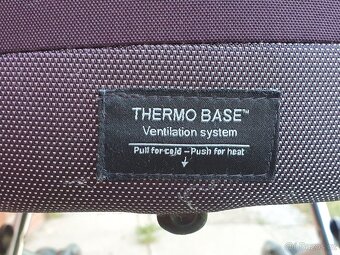 THERMO BASE™
Ventilation system
Pull for cold – Push for heat